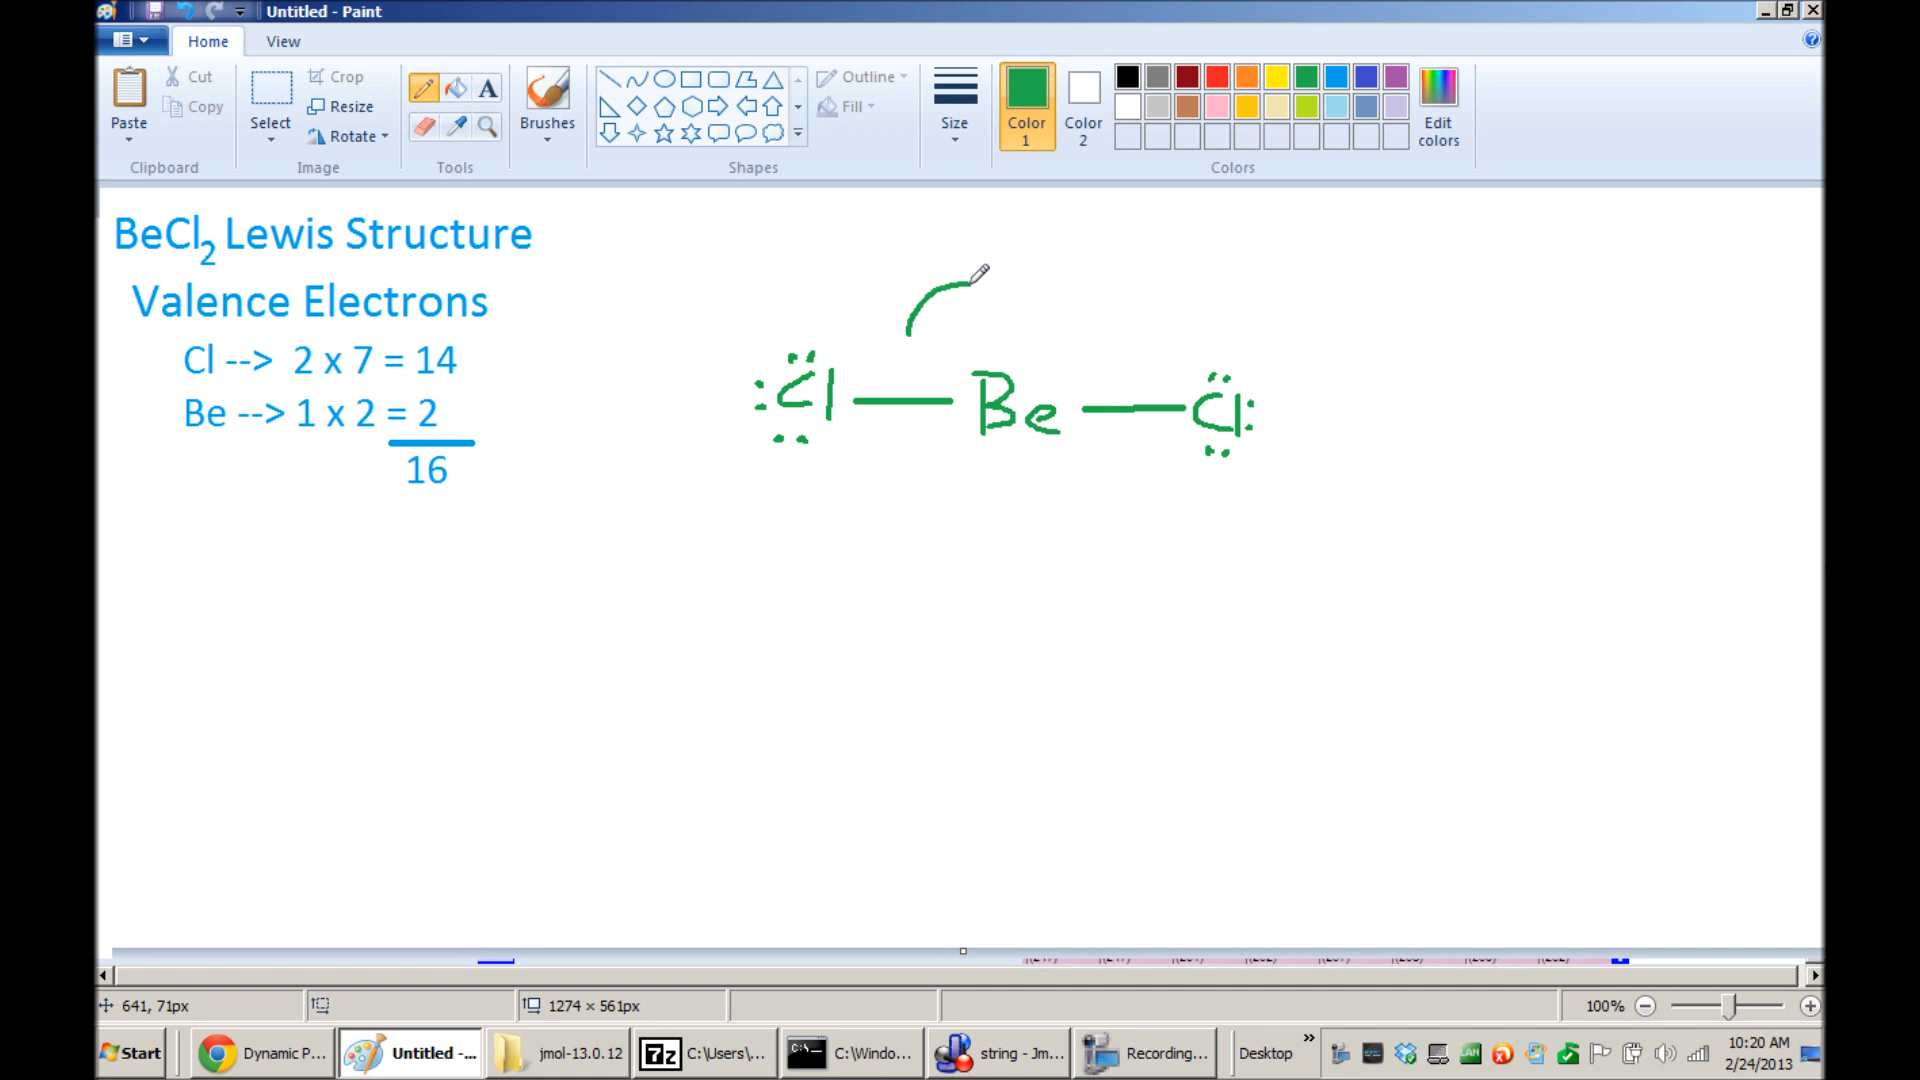 Untitled - Paint
Home View
Paste
Cut
Copy
Clipboard
Select
Crop
Resize
Rotate
Image
A
Tools
Brushes
Outline
Fill
Shapes
Size
Color 1
Color 2
Edit colors
Colors
BeCl2 Lewis Structure
Valence Electrons
Cl --> 2 x 7 = 14
Be --> 1 x 2 = 2
16
Cl — Be — Cl
641, 71px
1274 × 561px
100%
Start
Dynamic P...
Untitled -...
jmol-13.0.12
7z C:\Users\...
C:\Windo...
string - Jm...
Recording...
Desktop
LAN
10:20 AM
2/24/2013